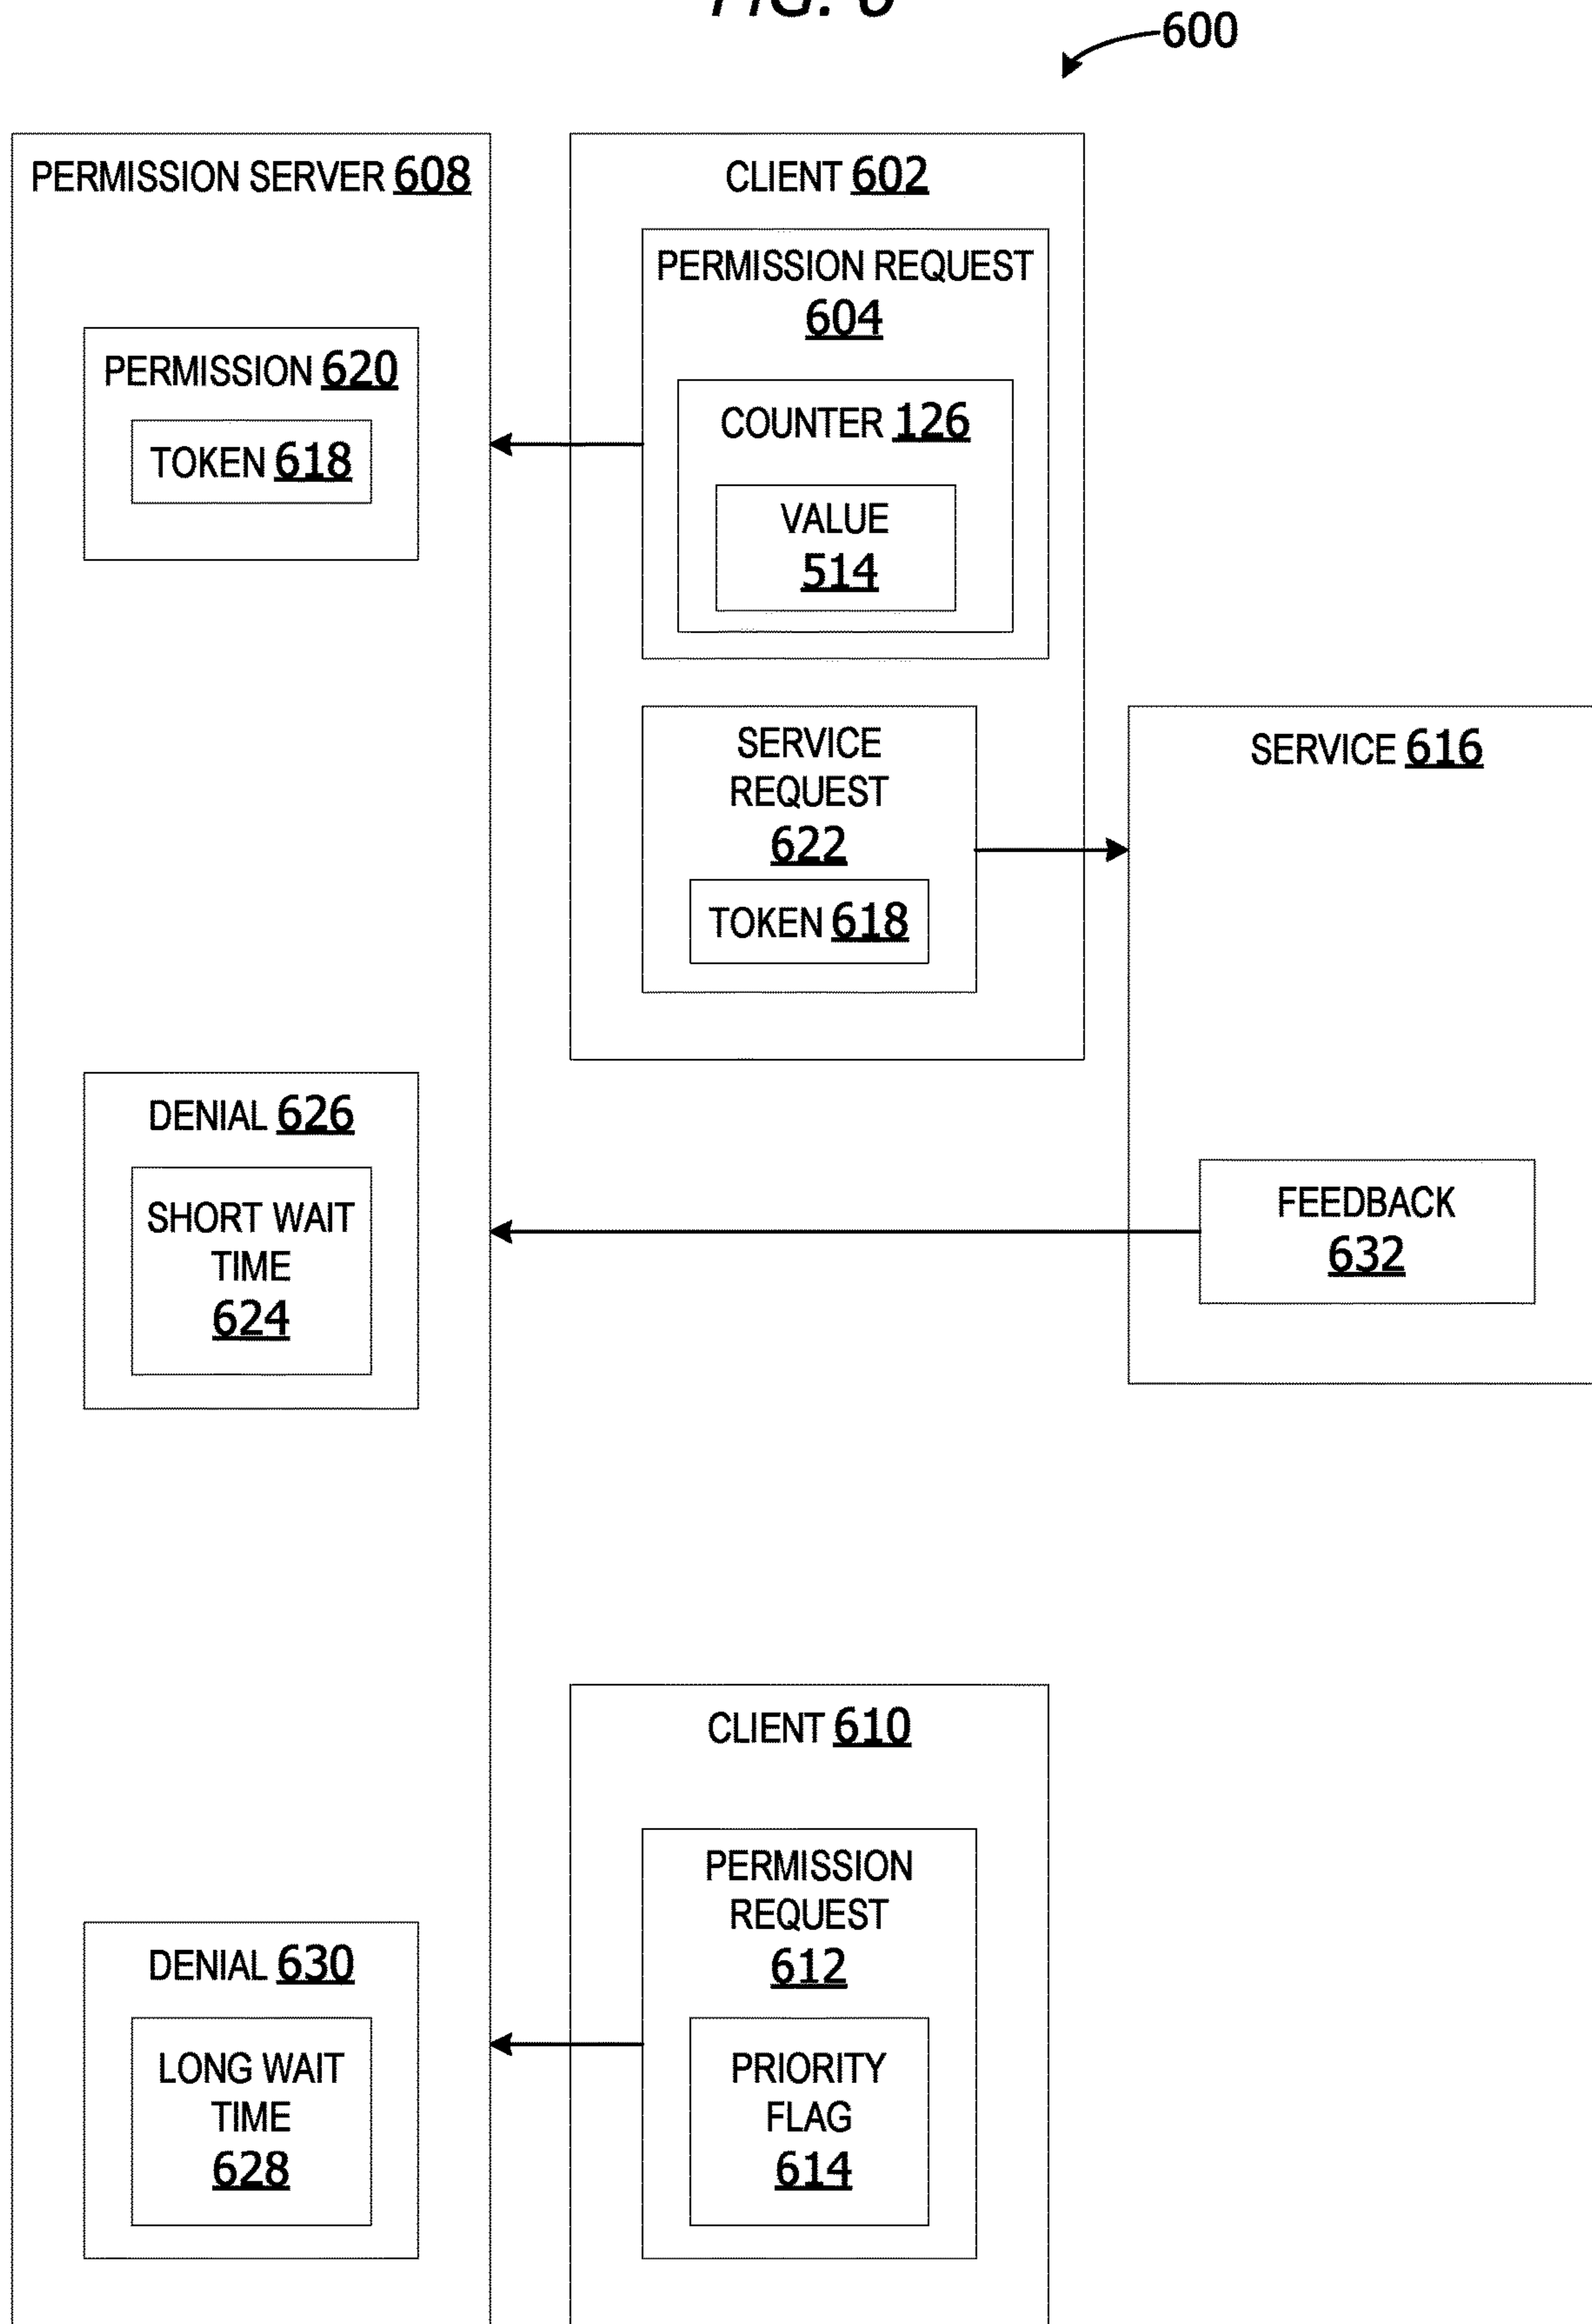 FIG. 6
600
PERMISSION SERVER 608
PERMISSION 620
TOKEN 618
DENIAL 626
SHORT WAIT
TIME
624
DENIAL 630
LONG WAIT
TIME
628
CLIENT 602
PERMISSION REQUEST
604
COUNTER 126
VALUE
514
SERVICE
REQUEST
622
TOKEN 618
SERVICE 616
FEEDBACK
632
CLIENT 610
PERMISSION
REQUEST
612
PRIORITY
FLAG
614